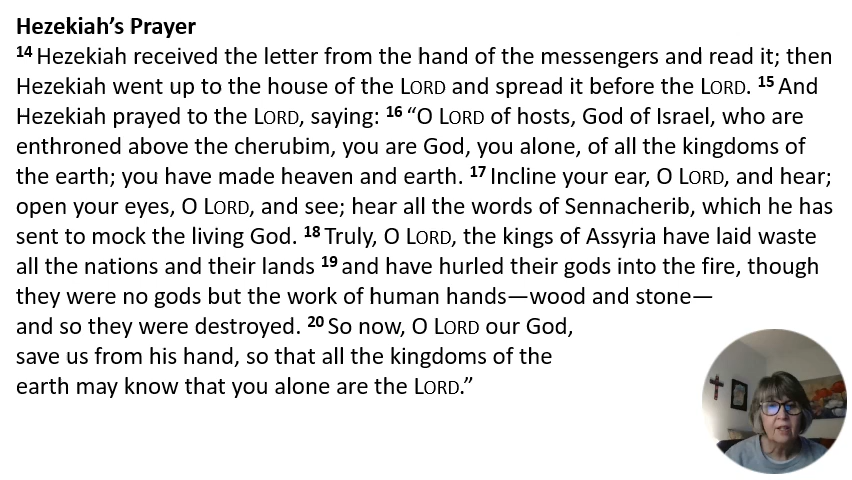 Hezekiah’s Prayer
14 Hezekiah received the letter from the hand of the messengers and read it; then
Hezekiah went up to the house of the LORD and spread it before the LORD. 15 And
Hezekiah prayed to the LORD, saying: 16 “O LORD of hosts, God of Israel, who are
enthroned above the cherubim, you are God, you alone, of all the kingdoms of
the earth; you have made heaven and earth. 17 Incline your ear, O LORD, and hear;
open your eyes, O LORD, and see; hear all the words of Sennacherib, which he has
sent to mock the living God. 18 Truly, O LORD, the kings of Assyria have laid waste
all the nations and their lands 19 and have hurled their gods into the fire, though
they were no gods but the work of human hands—wood and stone—
and so they were destroyed. 20 So now, O LORD our God,
save us from his hand, so that all the kingdoms of the
earth may know that you alone are the LORD.”